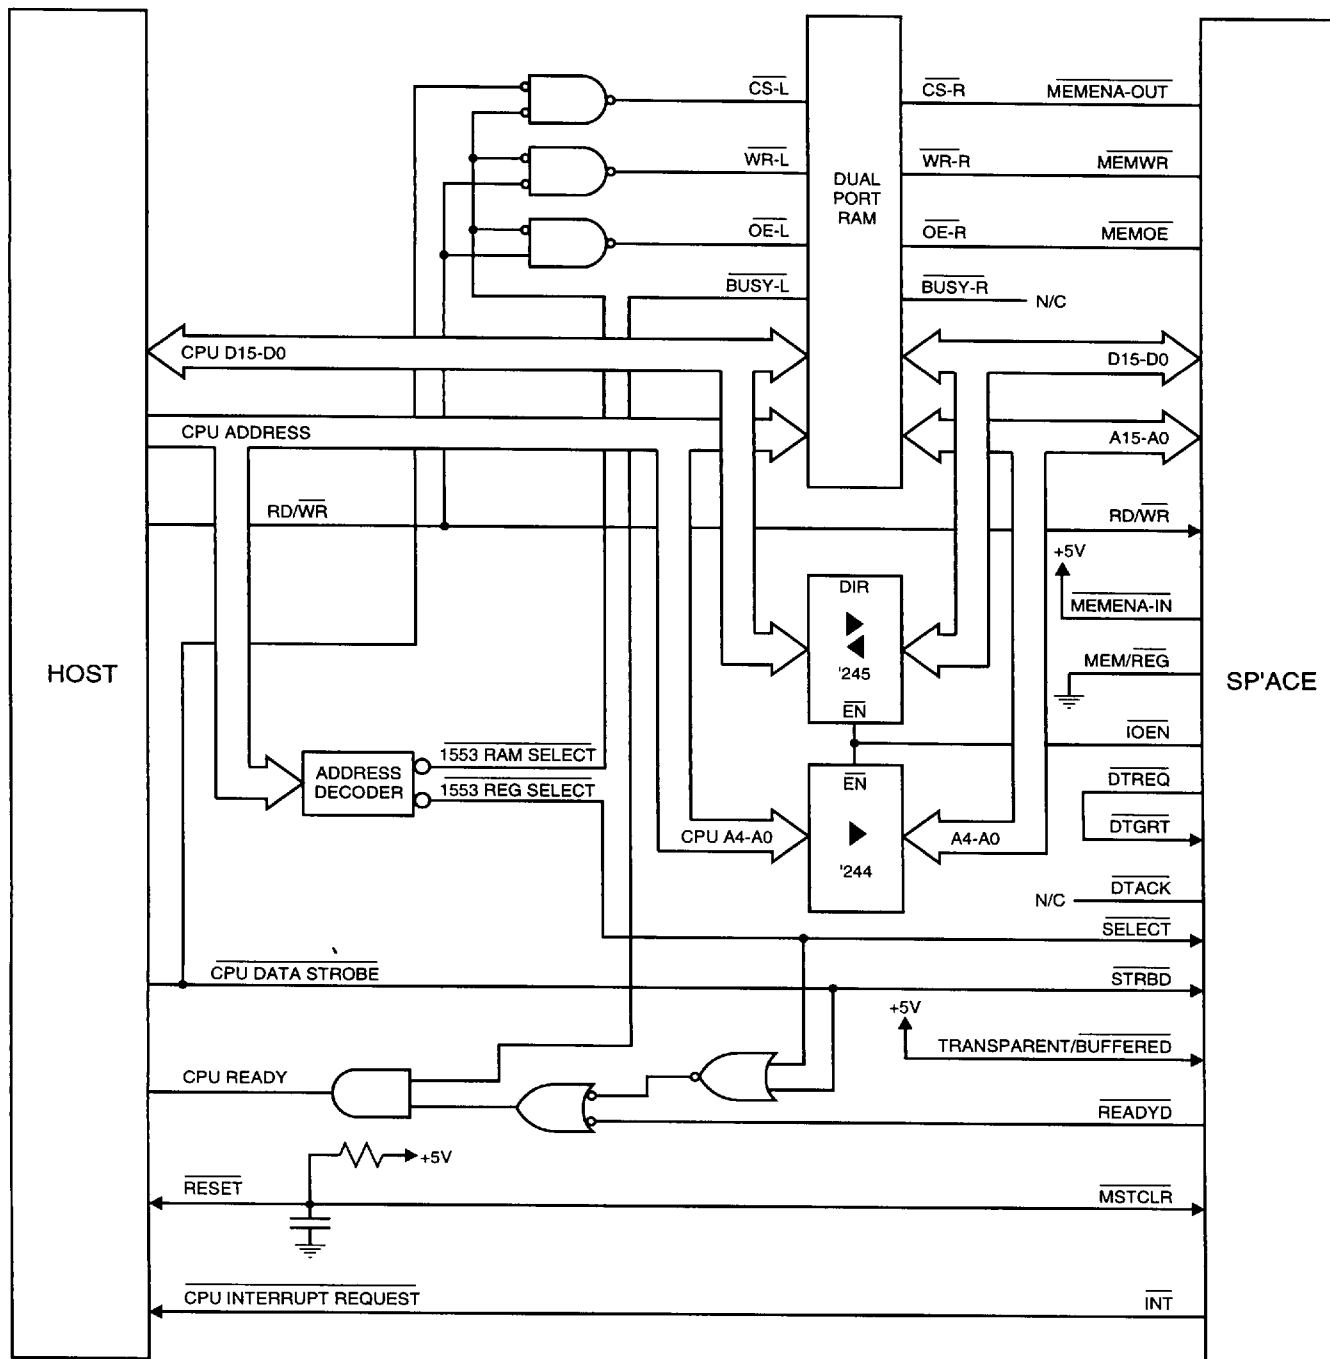 CS-L
CS-R
MEMENA-OUT
WR-L
WR-R
MEMWR
DUAL
PORT
RAM
OE-L
OE-R
MEMOE
BUSY-L
BUSY-R
N/C
CPU D15-D0
D15-D0
CPU ADDRESS
A15-A0
RD/WR
RD/WR
+5V
DIR
MEMENA-IN
HOST
'245
MEM/REG
SP'ACE
EN
IOEN
1553 RAM SELECT
ADDRESS
DECODER
1553 REG SELECT
EN
DTREQ
CPU A4-A0
A4-A0
DTGRT
'244
N/C
DTACK
SELECT
CPU DATA STROBE
STRBD
+5V
TRANSPARENT/BUFFERED
CPU READY
READYD
+5V
RESET
MSTCLR
CPU INTERRUPT REQUEST
INT